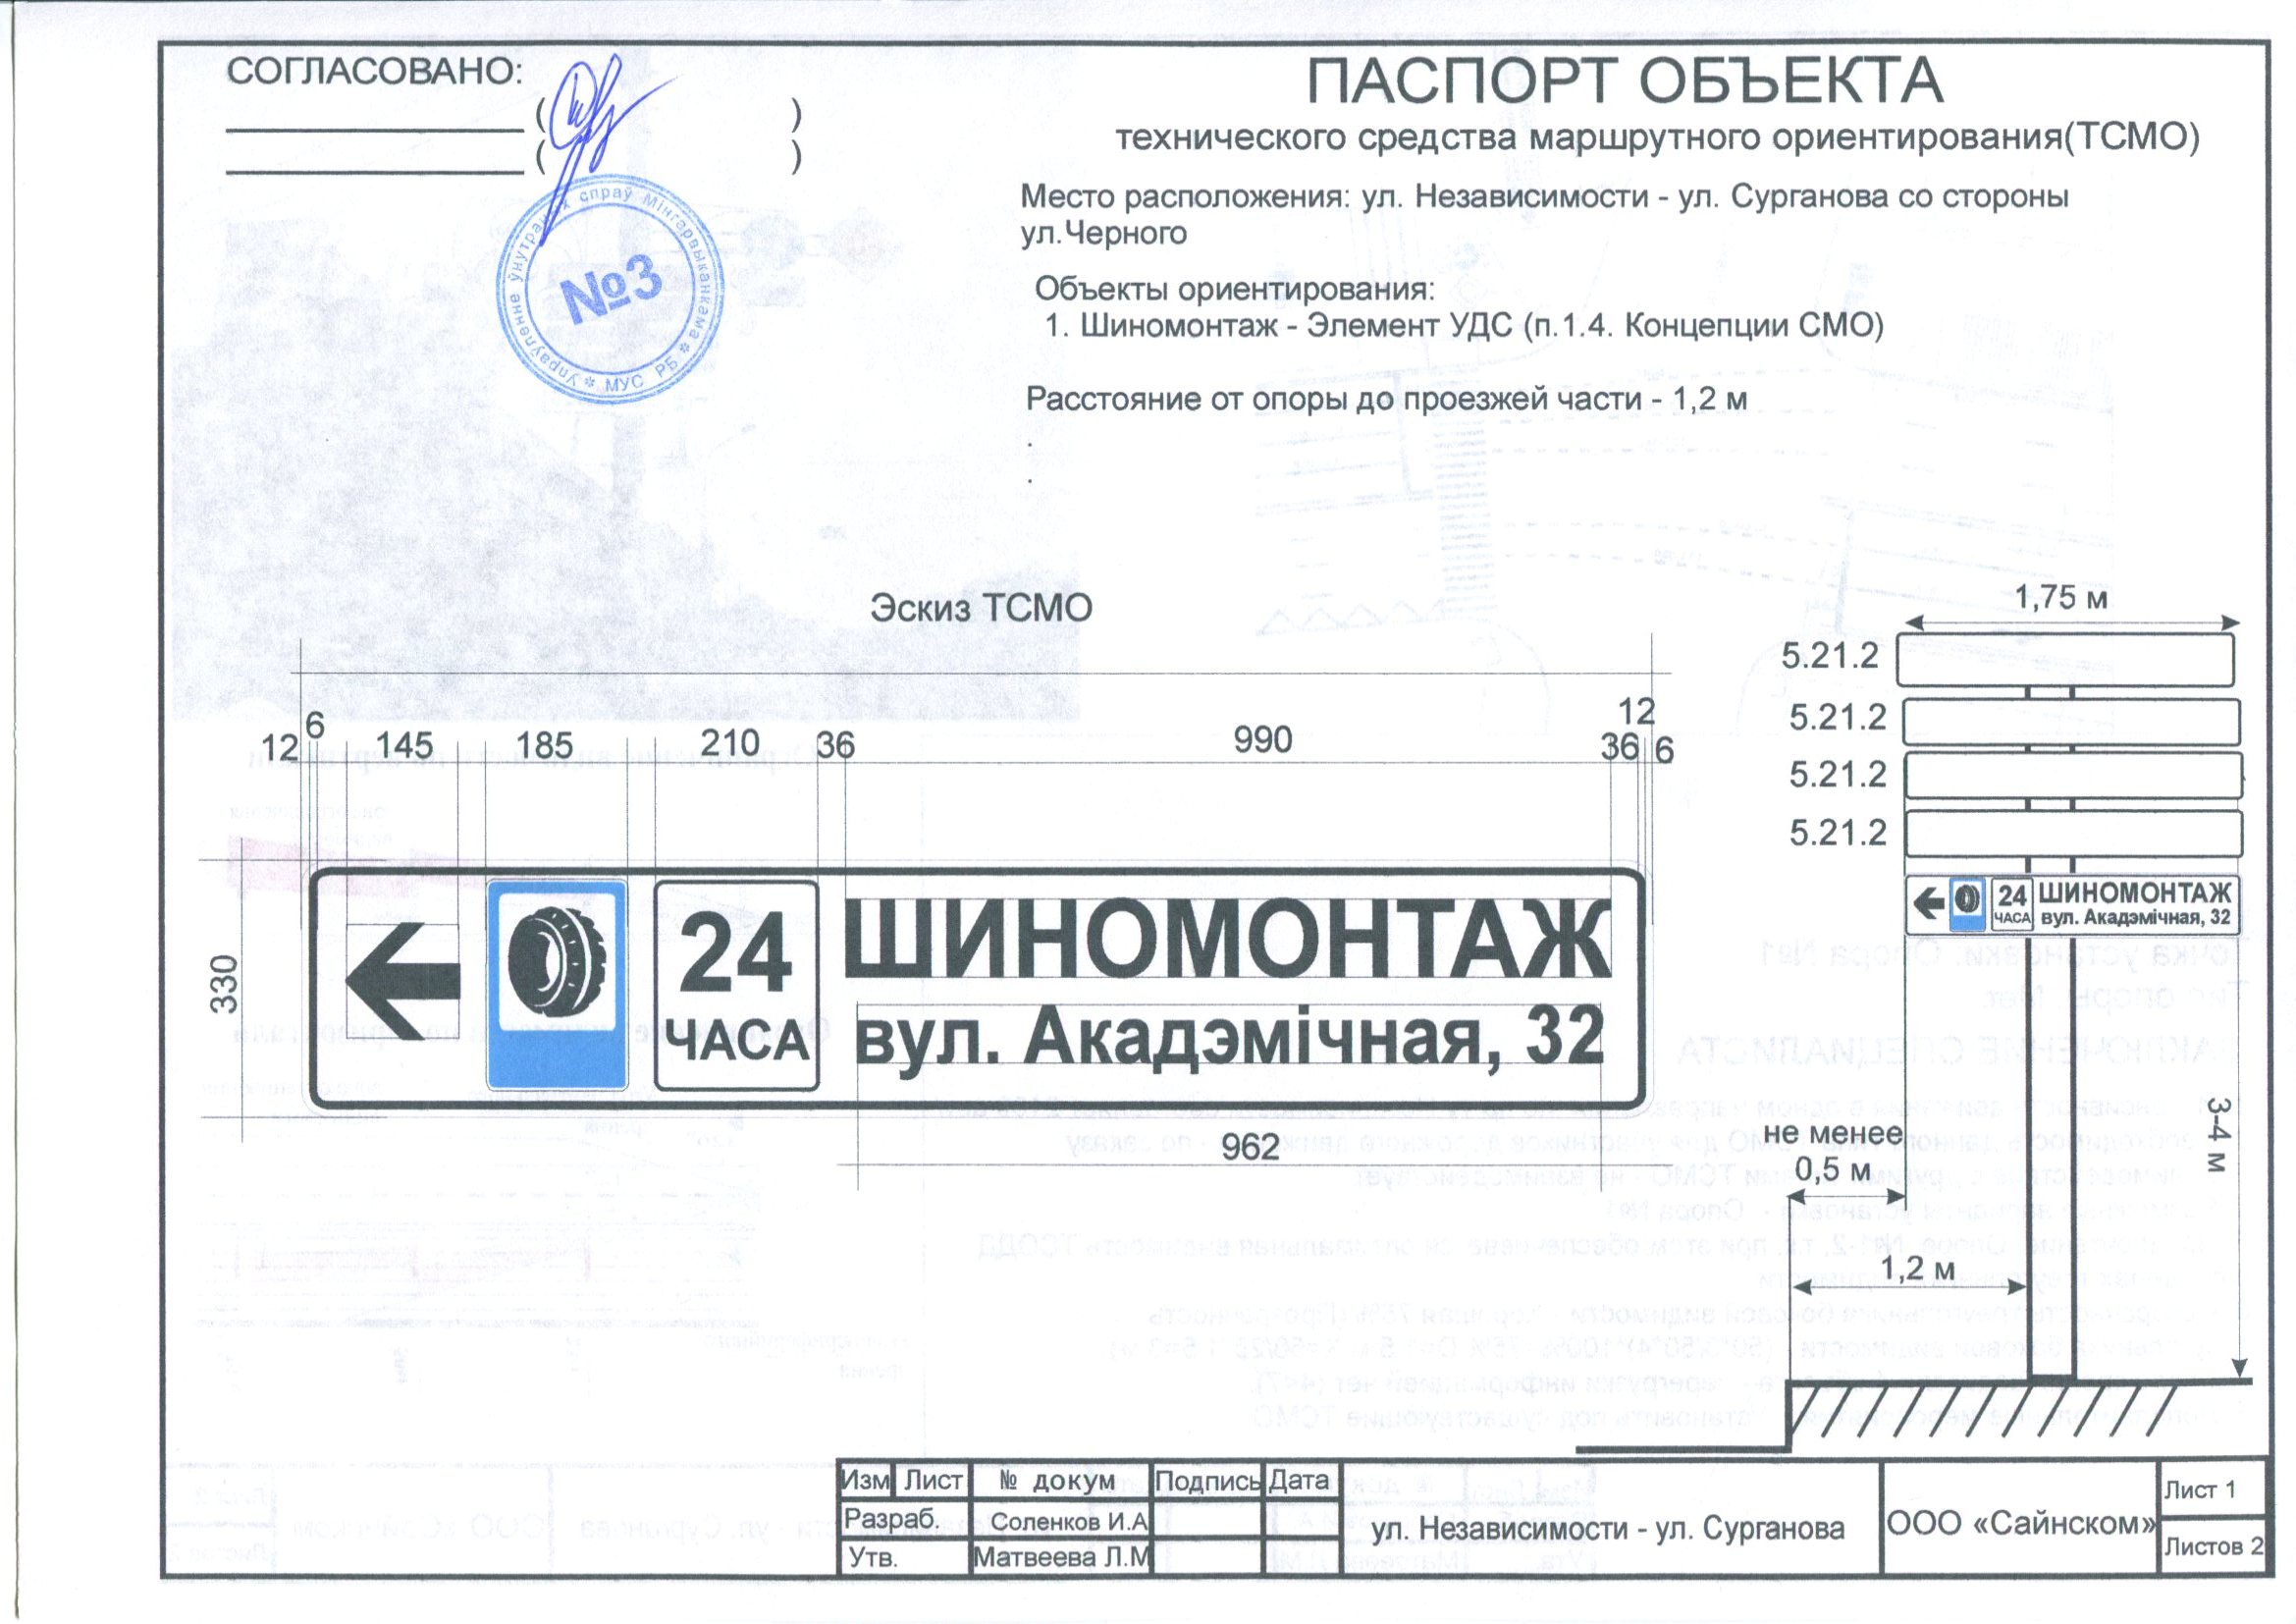 СОГЛАСОВАНО:
( )
( )
Упраўленне ўнутраных спраў Мінгарвыканкама * МУС РБ *
№3
ПАСПОРТ ОБЪЕКТА
технического средства маршрутного ориентирования(ТСМО)
Место расположения: ул. Независимости - ул. Сурганова со стороны
ул.Черного
Объекты ориентирования:
1. Шиномонтаж - Элемент УДС (п.1.4. Концепции СМО)
Расстояние от опоры до проезжей части - 1,2 м
.
.
Эскиз ТСМО
12 6 145 185 210 36 990 36 12 6
330
24
ЧАСА
ШИНОМОНТАЖ
вул. Акадэмічная, 32
962
1,75 м
5.21.2
5.21.2
5.21.2
5.21.2
24
ЧАСА
ШИНОМОНТАЖ
вул. Акадэмічная, 32
не менее
0,5 м
1,2 м
3-4 м
Изм Лист № докум Подпись Дата
Разраб. Соленков И.А
Утв. Матвеева Л.М
ул. Независимости - ул. Сурганова
ООО «Сайнском»
Лист 1
Листов 2